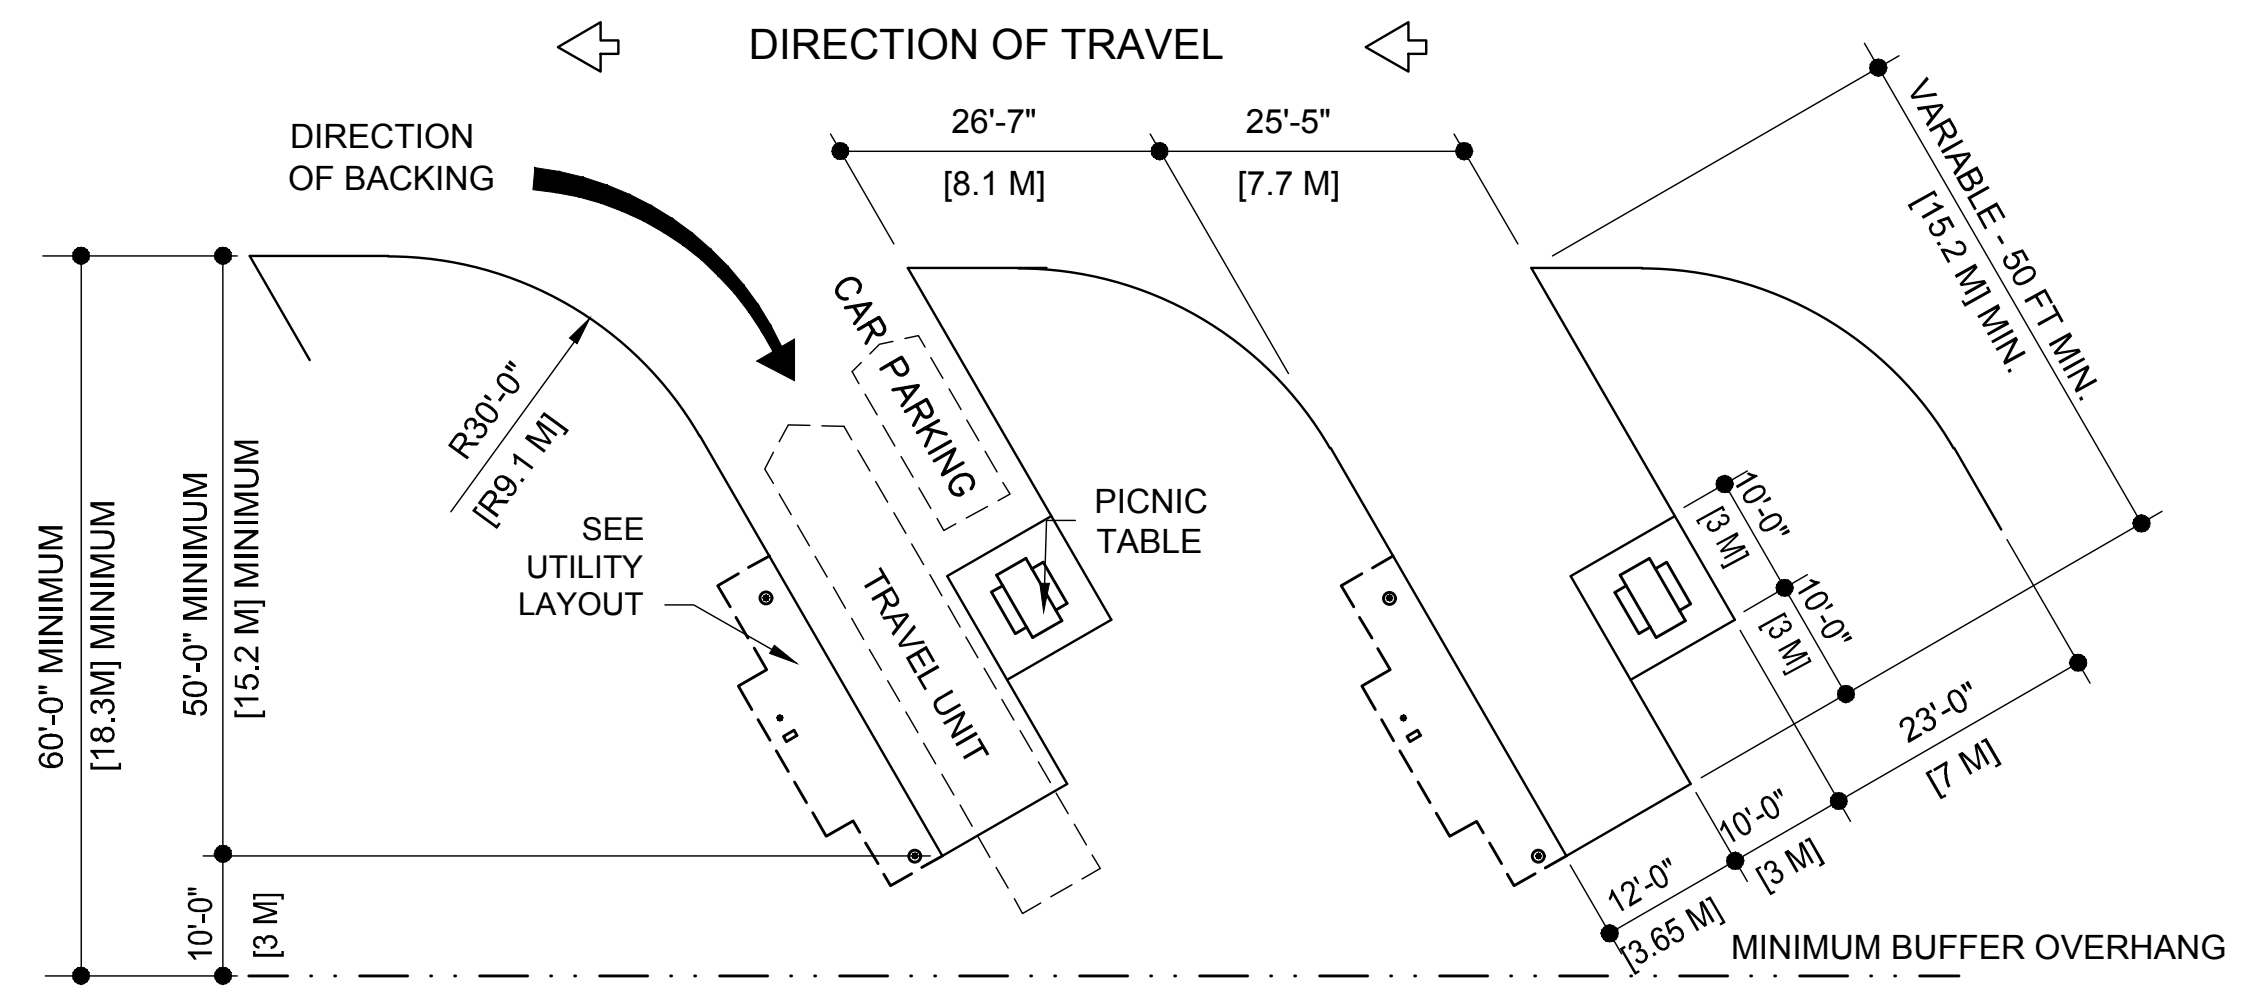 DIRECTION OF TRAVEL
DIRECTION
OF BACKING
26'-7"
[8.1 M]
25'-5"
[7.7 M]
VARIABLE - 50 FT MIN.
[15.2 M] MIN.
CAR PARKING
R30'-0"
[R9.1 M]
60'-0" MINIMUM
[18.3M] MINIMUM
50'-0" MINIMUM
[15.2 M] MINIMUM
SEE
UTILITY
LAYOUT
PICNIC
TABLE
TRAVEL UNIT
10'-0"
[3 M]
10'-0"
[3 M]
23'-0"
[7 M]
10'-0"
[3 M]
12'-0"
[3.65 M]
10'-0"
[3 M]
MINIMUM BUFFER OVERHANG